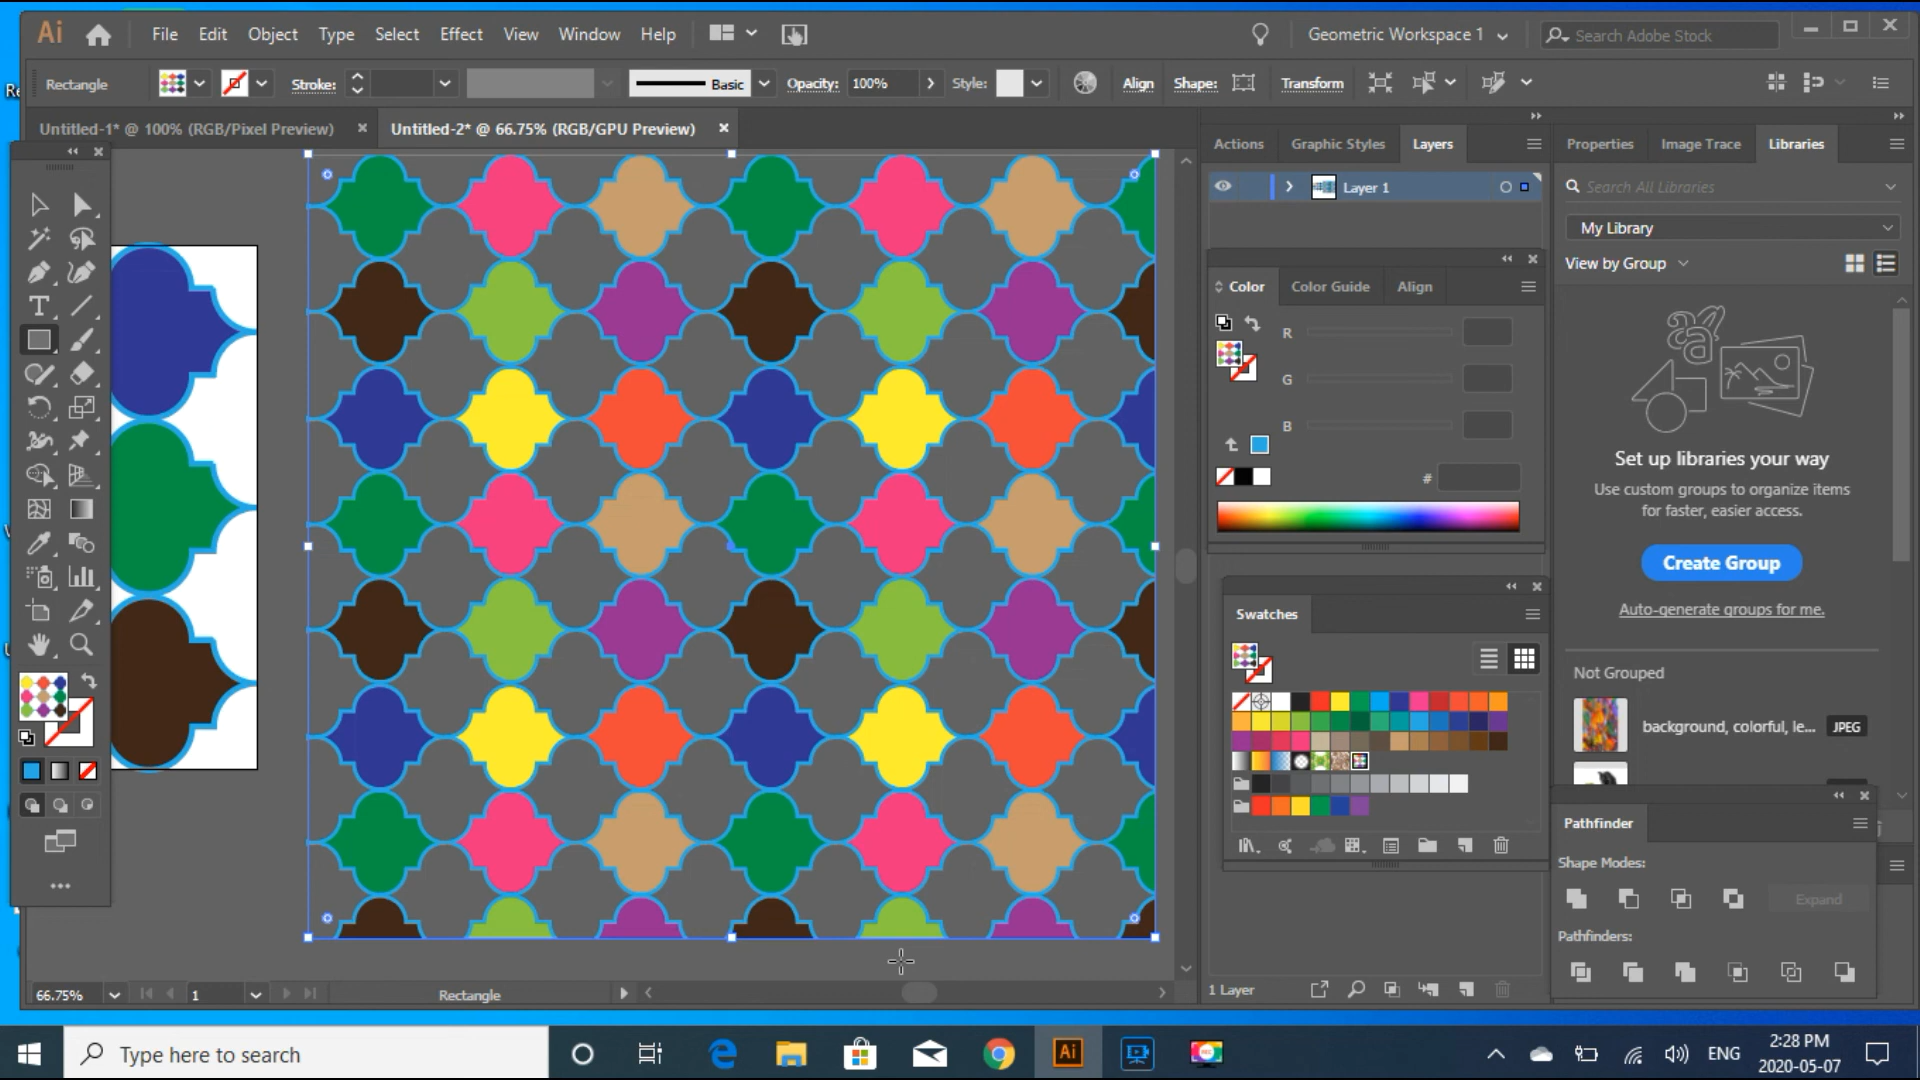 Ai File Edit Object Type Select Effect View Window Help Geometric Workspace 1 Search Adobe Stock
Rectangle Stroke: Basic Opacity: 100% Style: Align Shape: Transform
Untitled-1* @ 100% (RGB/Pixel Preview) Untitled-2* @ 66.75% (RGB/GPU Preview)
Actions Graphic Styles Layers Properties Image Trace Libraries
Layer 1
Search All Libraries
My Library
View by Group
Color Color Guide Align
R
G
B
#
Set up libraries your way
Use custom groups to organize items
for faster, easier access.
Create Group
Auto-generate groups for me.
Swatches
Not Grouped
background, colorful, le... JPEG
Pathfinder
Shape Modes:
Expand
Pathfinders:
66.75% 1 Rectangle
1 Layer
Type here to search
Ai
ENG
2:28 PM
2020-05-07